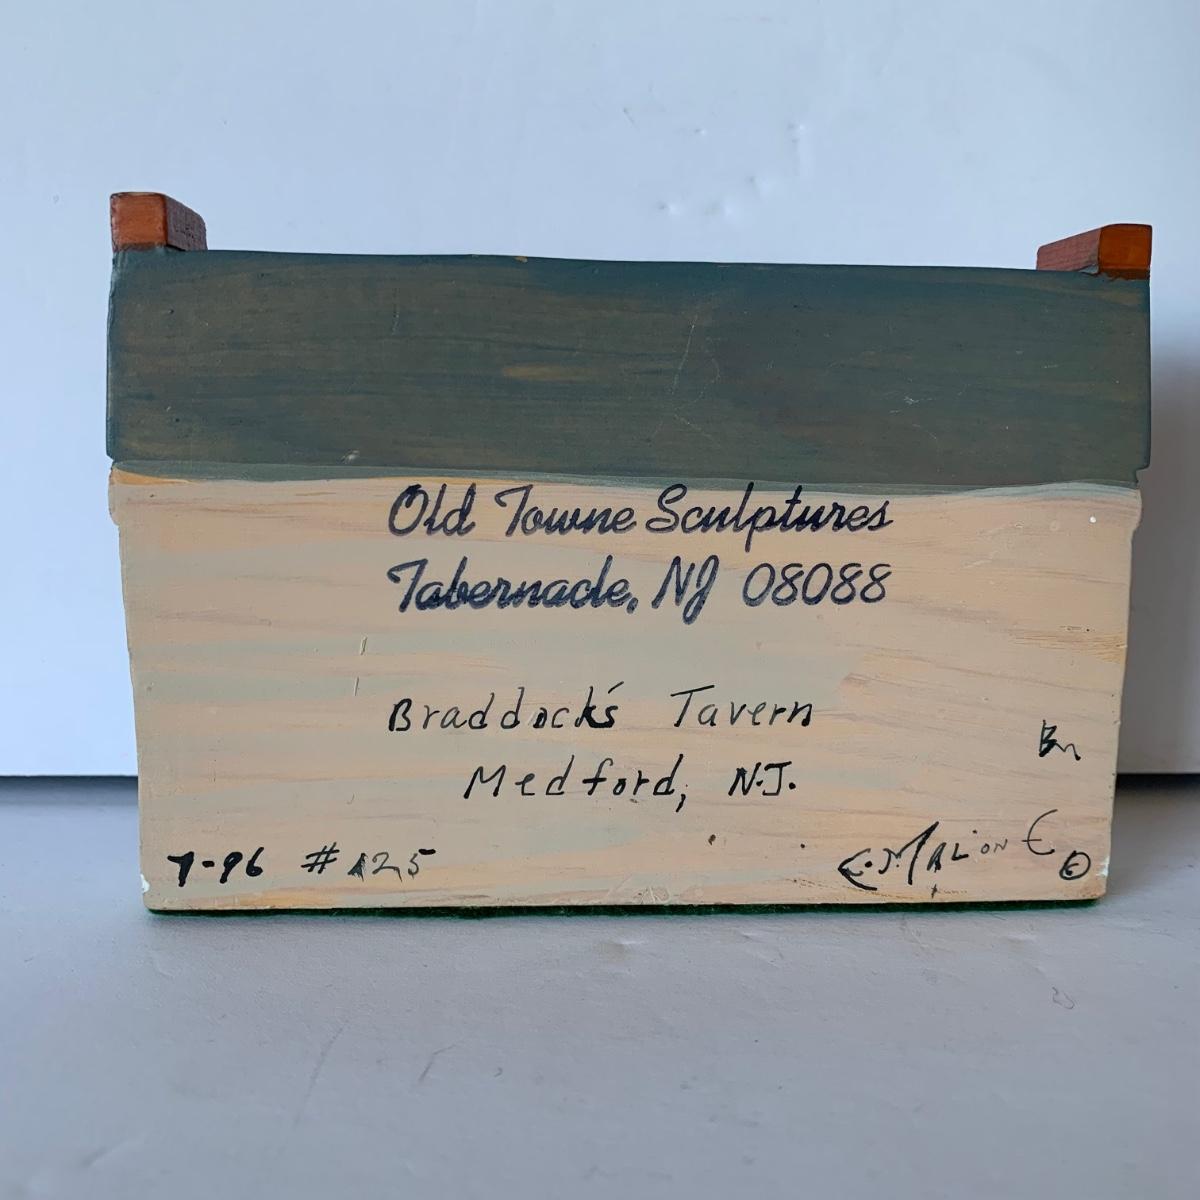 Old Towne Sculptures
Tabernacle, NJ 08088
Braddock's Tavern
Medford, N.J.
7-96 #125
©